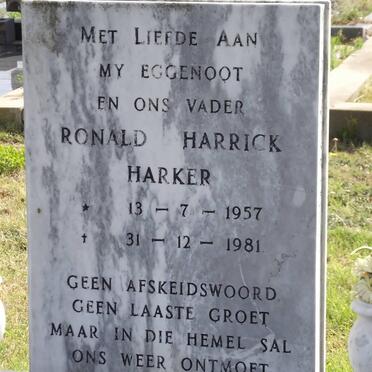 MET LIEFDE AAN
MY EGGENOOT
EN ONS VADER
RONALD HARRICK
HARKER
* 13 - 7 - 1957
† 31 - 12 - 1981
GEEN AFSKEIDSWOORD
GEEN LAASTE GROET
MAAR IN DIE HEMEL SAL
ONS WEER ONTMOET